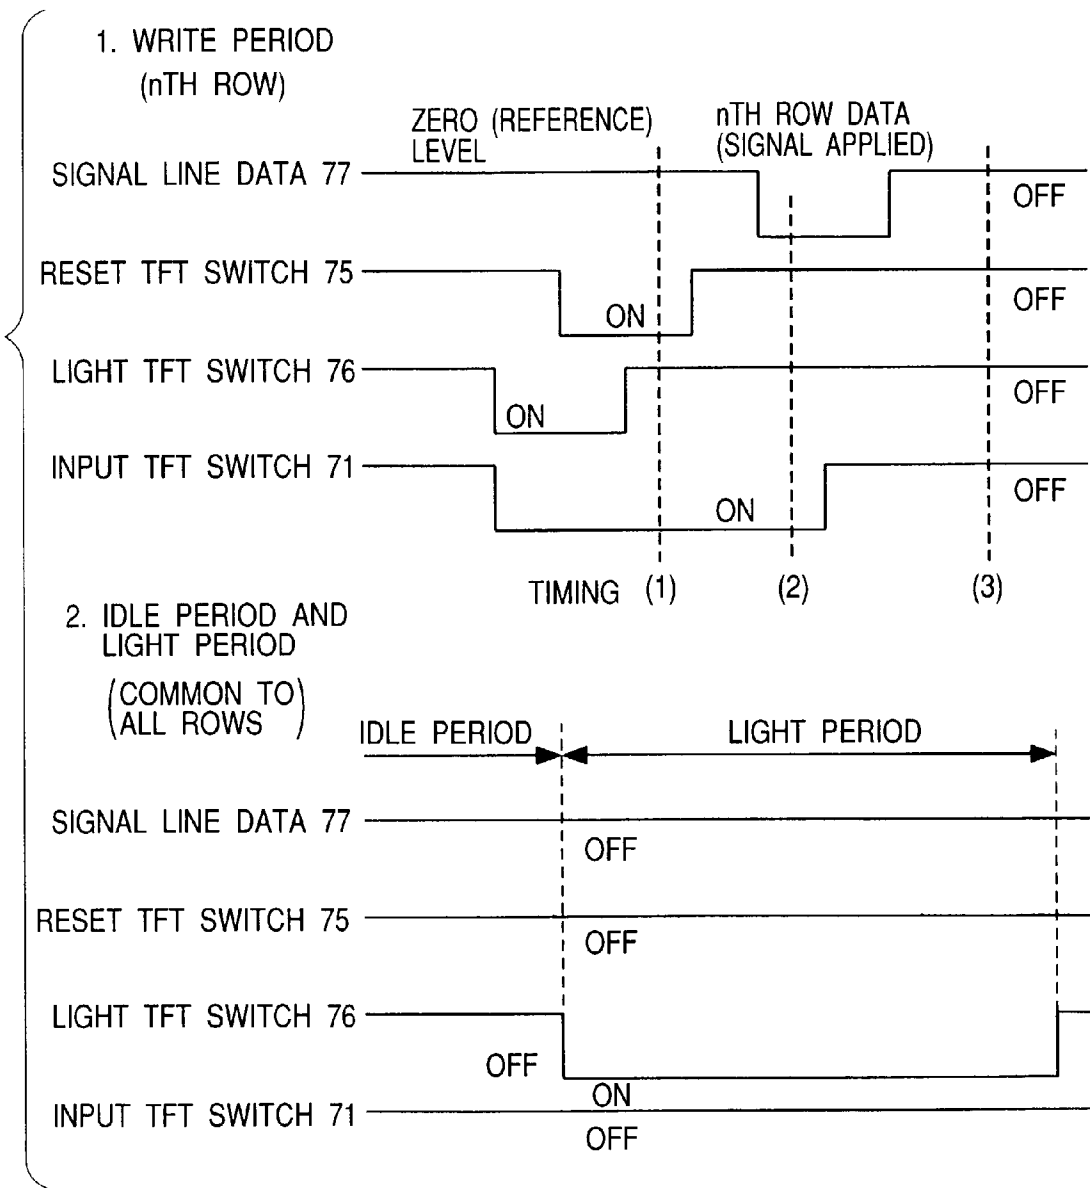 1. WRITE PERIOD
(nTH ROW)
ZERO (REFERENCE)
LEVEL
nTH ROW DATA
(SIGNAL APPLIED)
SIGNAL LINE DATA 77
OFF
RESET TFT SWITCH 75
ON
OFF
LIGHT TFT SWITCH 76
ON
OFF
INPUT TFT SWITCH 71
ON
OFF
TIMING (1) (2) (3)
2. IDLE PERIOD AND
LIGHT PERIOD
(COMMON TO
ALL ROWS)
IDLE PERIOD LIGHT PERIOD
SIGNAL LINE DATA 77
OFF
RESET TFT SWITCH 75
OFF
LIGHT TFT SWITCH 76
OFF
ON
INPUT TFT SWITCH 71
OFF